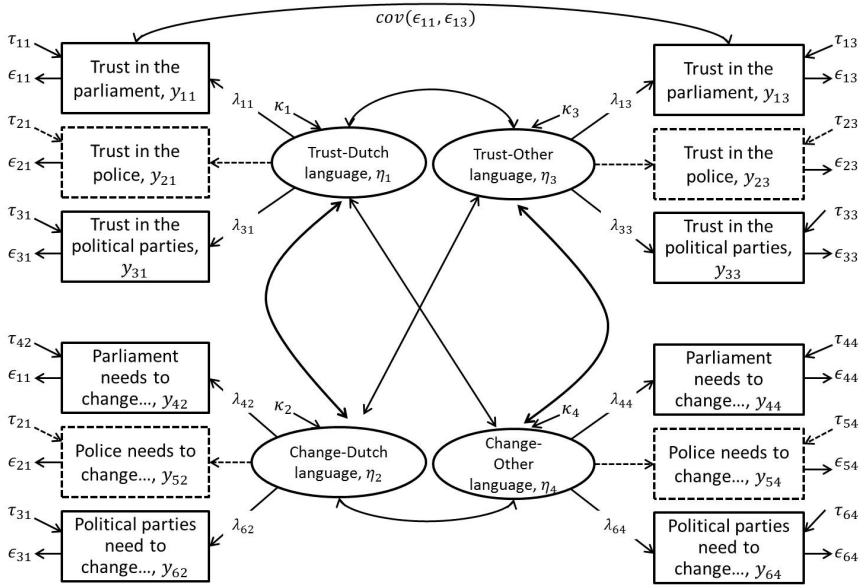 cov(ϵ₁₁, ϵ₁₃)
τ₁₁
ϵ₁₁
Trust in the
parliament, y₁₁
λ₁₁
κ₁
κ₃
λ₁₃
Trust in the
parliament, y₁₃
τ₁₃
ϵ₁₃
τ₂₁
ϵ₂₁
Trust in the
police, y₂₁
Trust-Dutch
language, η₁
Trust-Other
language, η₃
Trust in the
police, y₂₃
τ₂₃
ϵ₂₃
τ₃₁
ϵ₃₁
Trust in the
political parties,
y₃₁
λ₃₁
λ₃₃
Trust in the
political parties,
y₃₃
τ₃₃
ϵ₃₃
τ₄₂
ϵ₁₁
Parliament
needs to
change…, y₄₂
λ₄₂
κ₂
κ₄
λ₄₄
Parliament
needs to
change…, y₄₄
τ₄₄
ϵ₄₄
τ₂₁
ϵ₂₁
Police needs to
change…, y₅₂
Change-Dutch
language, η₂
Change-
Other
language, η₄
Police needs to
change…, y₅₄
τ₅₄
ϵ₅₄
τ₃₁
ϵ₃₁
Political parties
need to
change…, y₆₂
λ₆₂
λ₆₄
Political parties
need to
change…, y₆₄
τ₆₄
ϵ₆₄